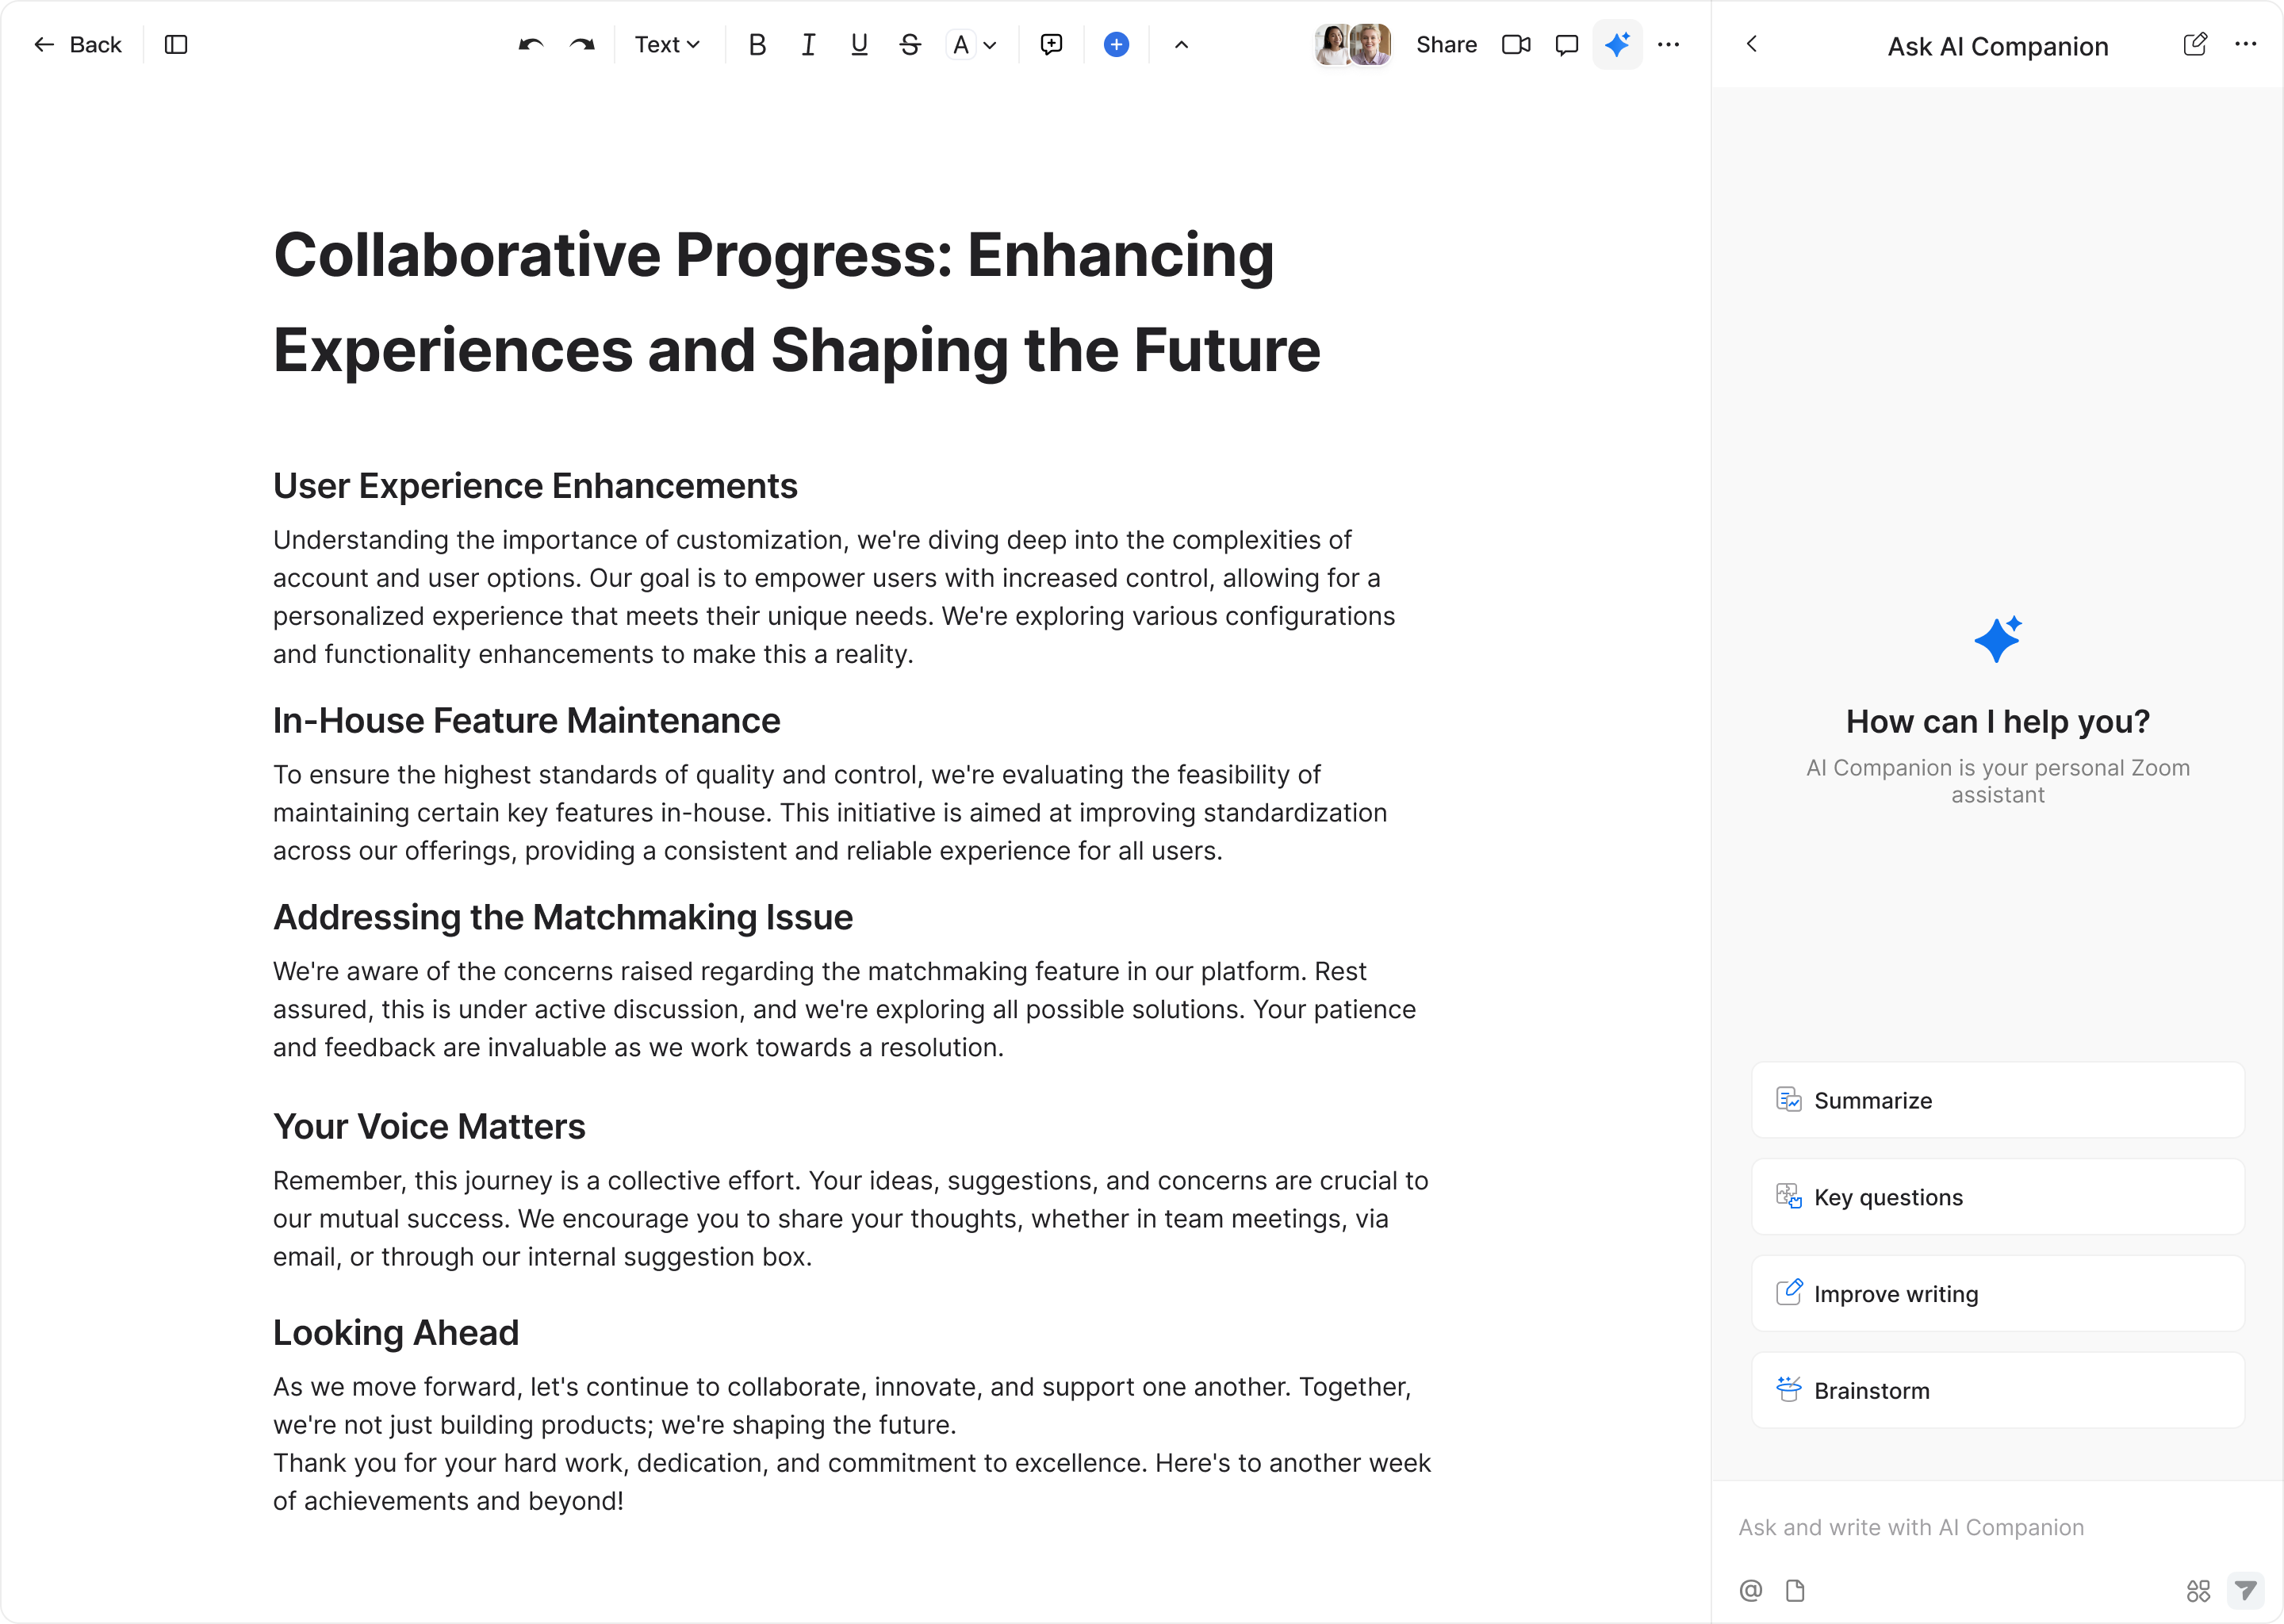 Back
Text
B
I
U
S
A
Share
Ask AI Companion
Collaborative Progress: Enhancing
Experiences and Shaping the Future
User Experience Enhancements
Understanding the importance of customization, we're diving deep into the complexities of
account and user options. Our goal is to empower users with increased control, allowing for a
personalized experience that meets their unique needs. We're exploring various configurations
and functionality enhancements to make this a reality.
In-House Feature Maintenance
To ensure the highest standards of quality and control, we're evaluating the feasibility of
maintaining certain key features in-house. This initiative is aimed at improving standardization
across our offerings, providing a consistent and reliable experience for all users.
Addressing the Matchmaking Issue
We're aware of the concerns raised regarding the matchmaking feature in our platform. Rest
assured, this is under active discussion, and we're exploring all possible solutions. Your patience
and feedback are invaluable as we work towards a resolution.
Your Voice Matters
Remember, this journey is a collective effort. Your ideas, suggestions, and concerns are crucial to
our mutual success. We encourage you to share your thoughts, whether in team meetings, via
email, or through our internal suggestion box.
Looking Ahead
As we move forward, let's continue to collaborate, innovate, and support one another. Together,
we're not just building products; we're shaping the future.
Thank you for your hard work, dedication, and commitment to excellence. Here's to another week
of achievements and beyond!
How can I help you?
AI Companion is your personal Zoom
assistant
Summarize
Key questions
Improve writing
Brainstorm
Ask and write with AI Companion
@